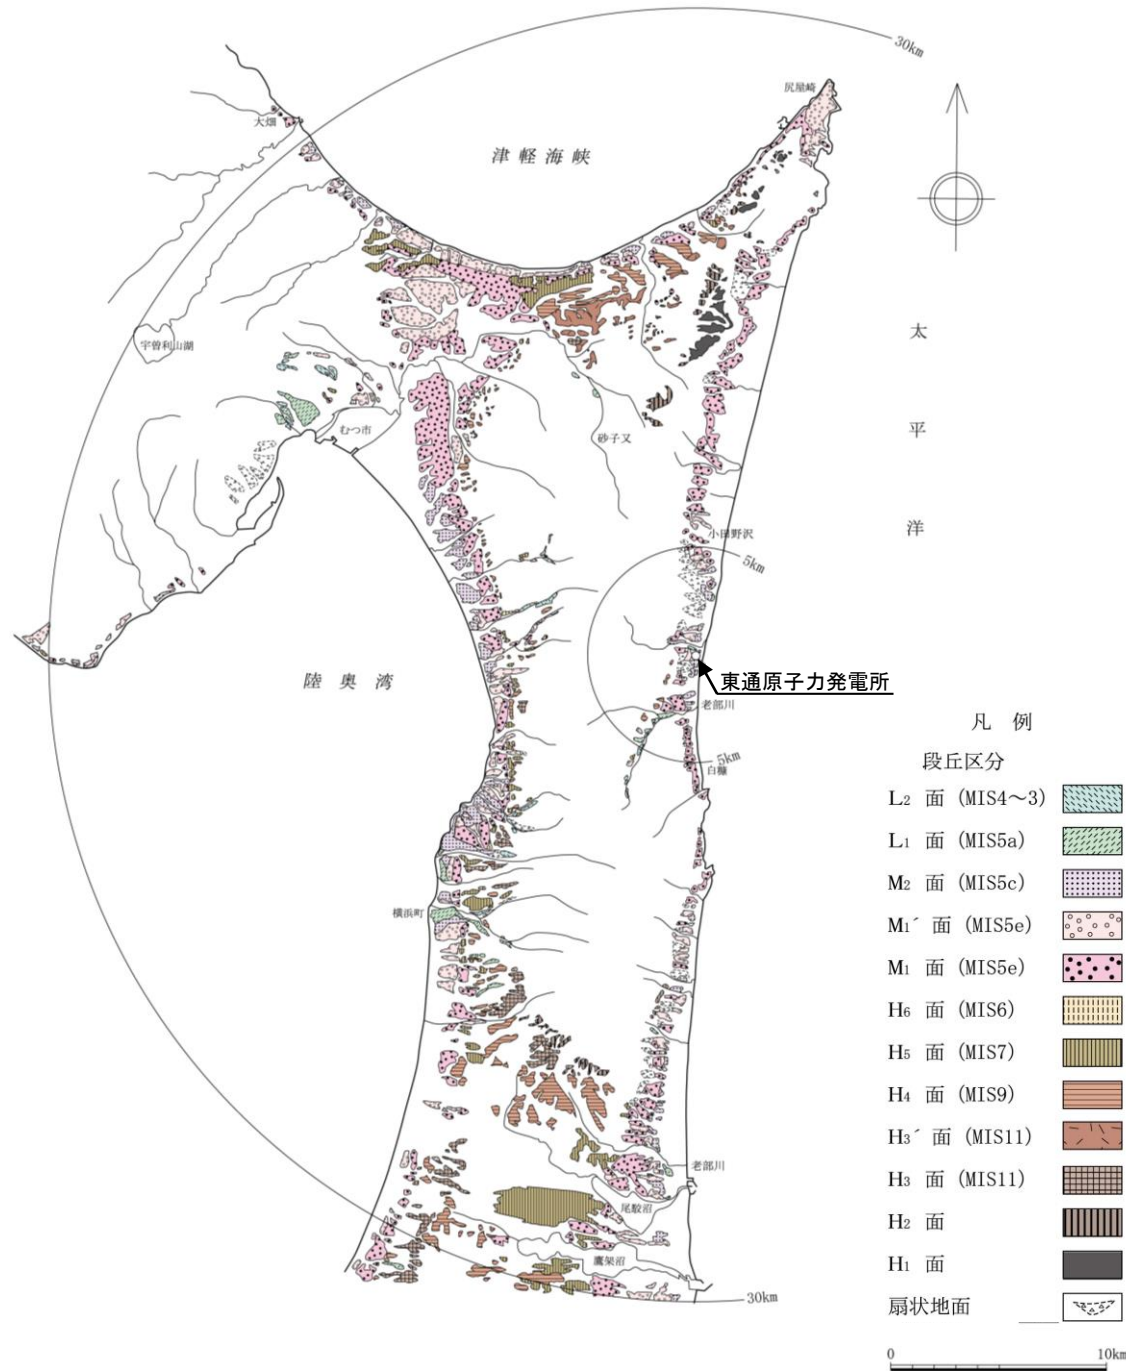 30km
尻屋崎
大畑
津軽海峡
宇曽利山湖
太平洋
むつ市
砂子又
小田野沢
5km
陸奥湾
東通原子力発電所
老部川
5km
白糠
横浜町
老部川
尾駮沼
鷹架沼
30km
凡例
段丘区分
L2 面 (MIS4〜3)
L1 面 (MIS5a)
M2 面 (MIS5c)
M1´ 面 (MIS5e)
M1 面 (MIS5e)
H6 面 (MIS6)
H5 面 (MIS7)
H4 面 (MIS9)
H3´ 面 (MIS11)
H3 面 (MIS11)
H2 面
H1 面
扇状地面
0 10km